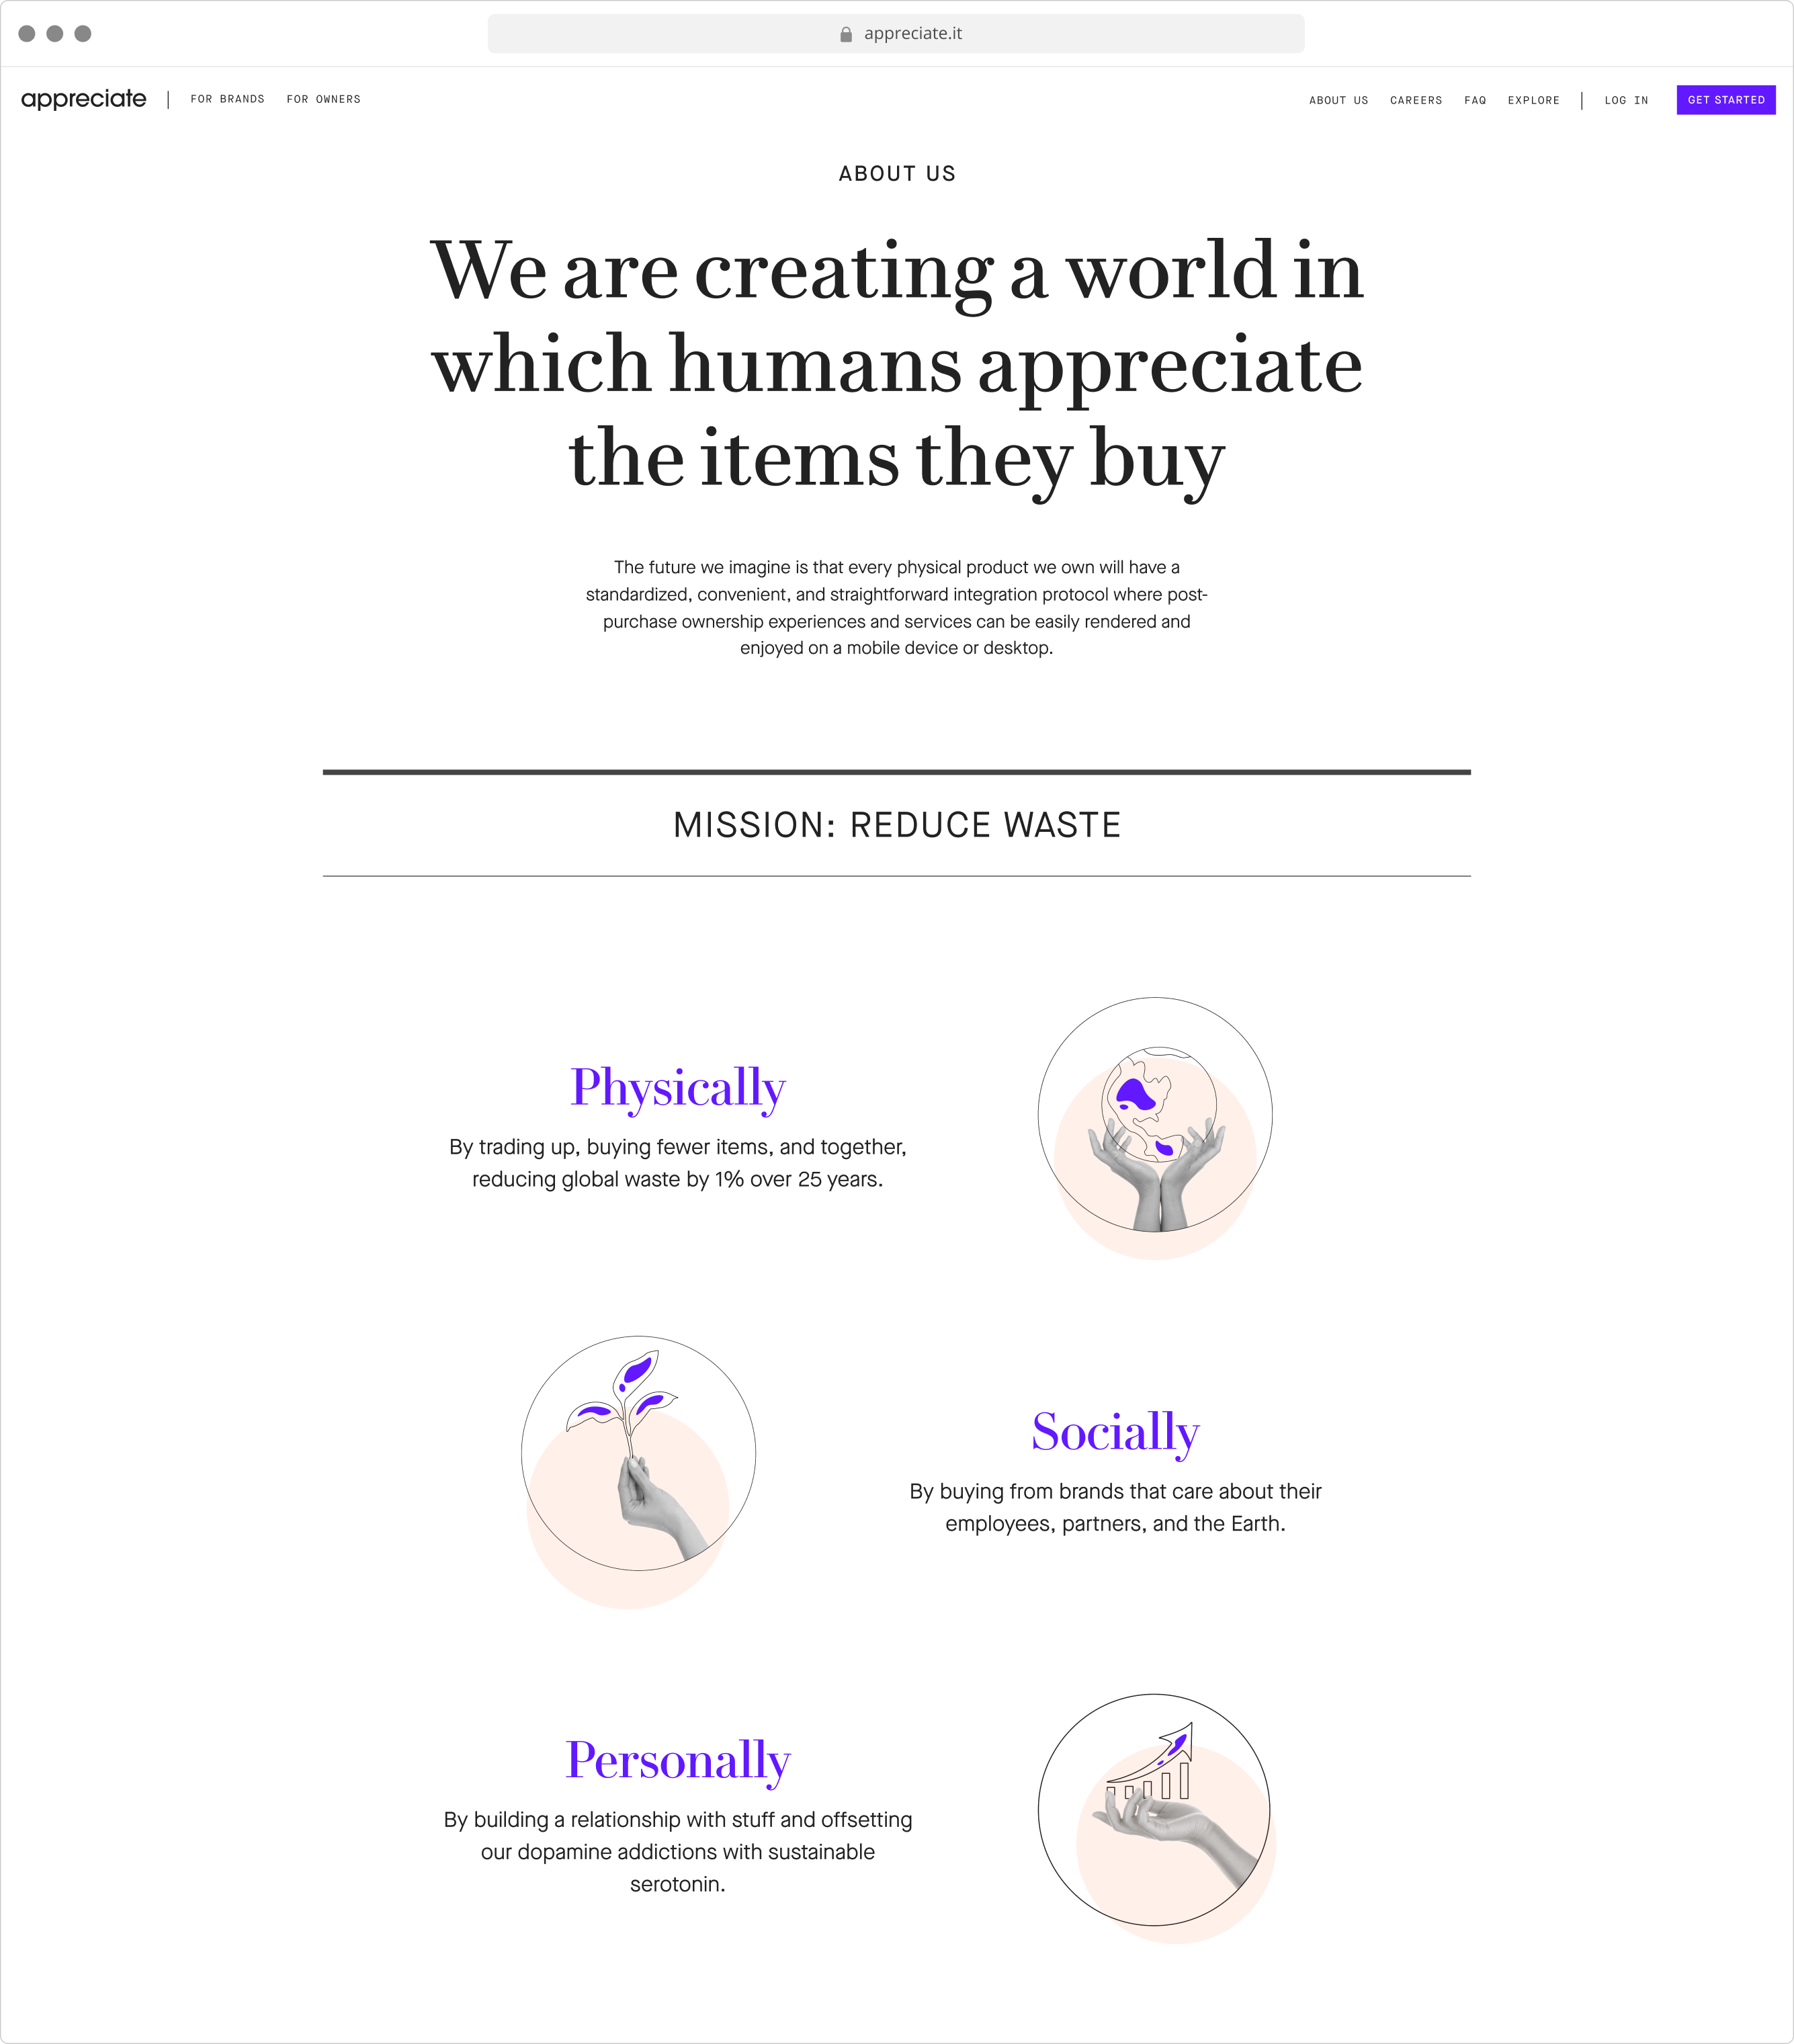 appreciate.it
appreciate | FOR BRANDS FOR OWNERS ABOUT US CAREERS FAQ EXPLORE | LOG IN GET STARTED
ABOUT US
We are creating a world in
which humans appreciate
the items they buy
The future we imagine is that every physical product we own will have a
standardized, convenient, and straightforward integration protocol where post-
purchase ownership experiences and services can be easily rendered and
enjoyed on a mobile device or desktop.
MISSION: REDUCE WASTE
Physically
By trading up, buying fewer items, and together,
reducing global waste by 1% over 25 years.
Socially
By buying from brands that care about their
employees, partners, and the Earth.
Personally
By building a relationship with stuff and offsetting
our dopamine addictions with sustainable
serotonin.